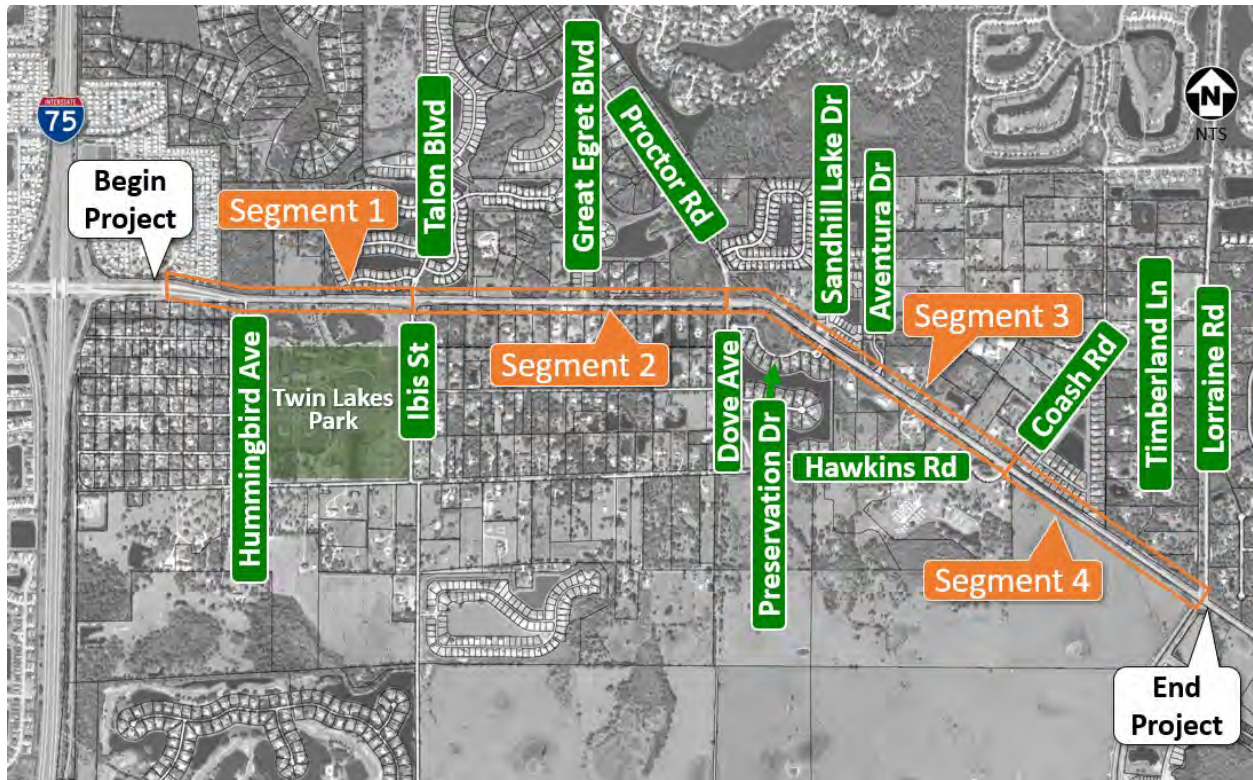 INTERSTATE
75
Begin
Project
Segment 1
Talon Blvd
Great Egret Blvd
Proctor Rd
Sandhill Lake Dr
Aventura Dr
N
NTS
Segment 3
Coash Rd
Timberland Ln
Lorraine Rd
Hummingbird Ave
Twin Lakes
Park
Ibis St
Segment 2
Dove Ave
Preservation Dr
Hawkins Rd
Segment 4
End
Project